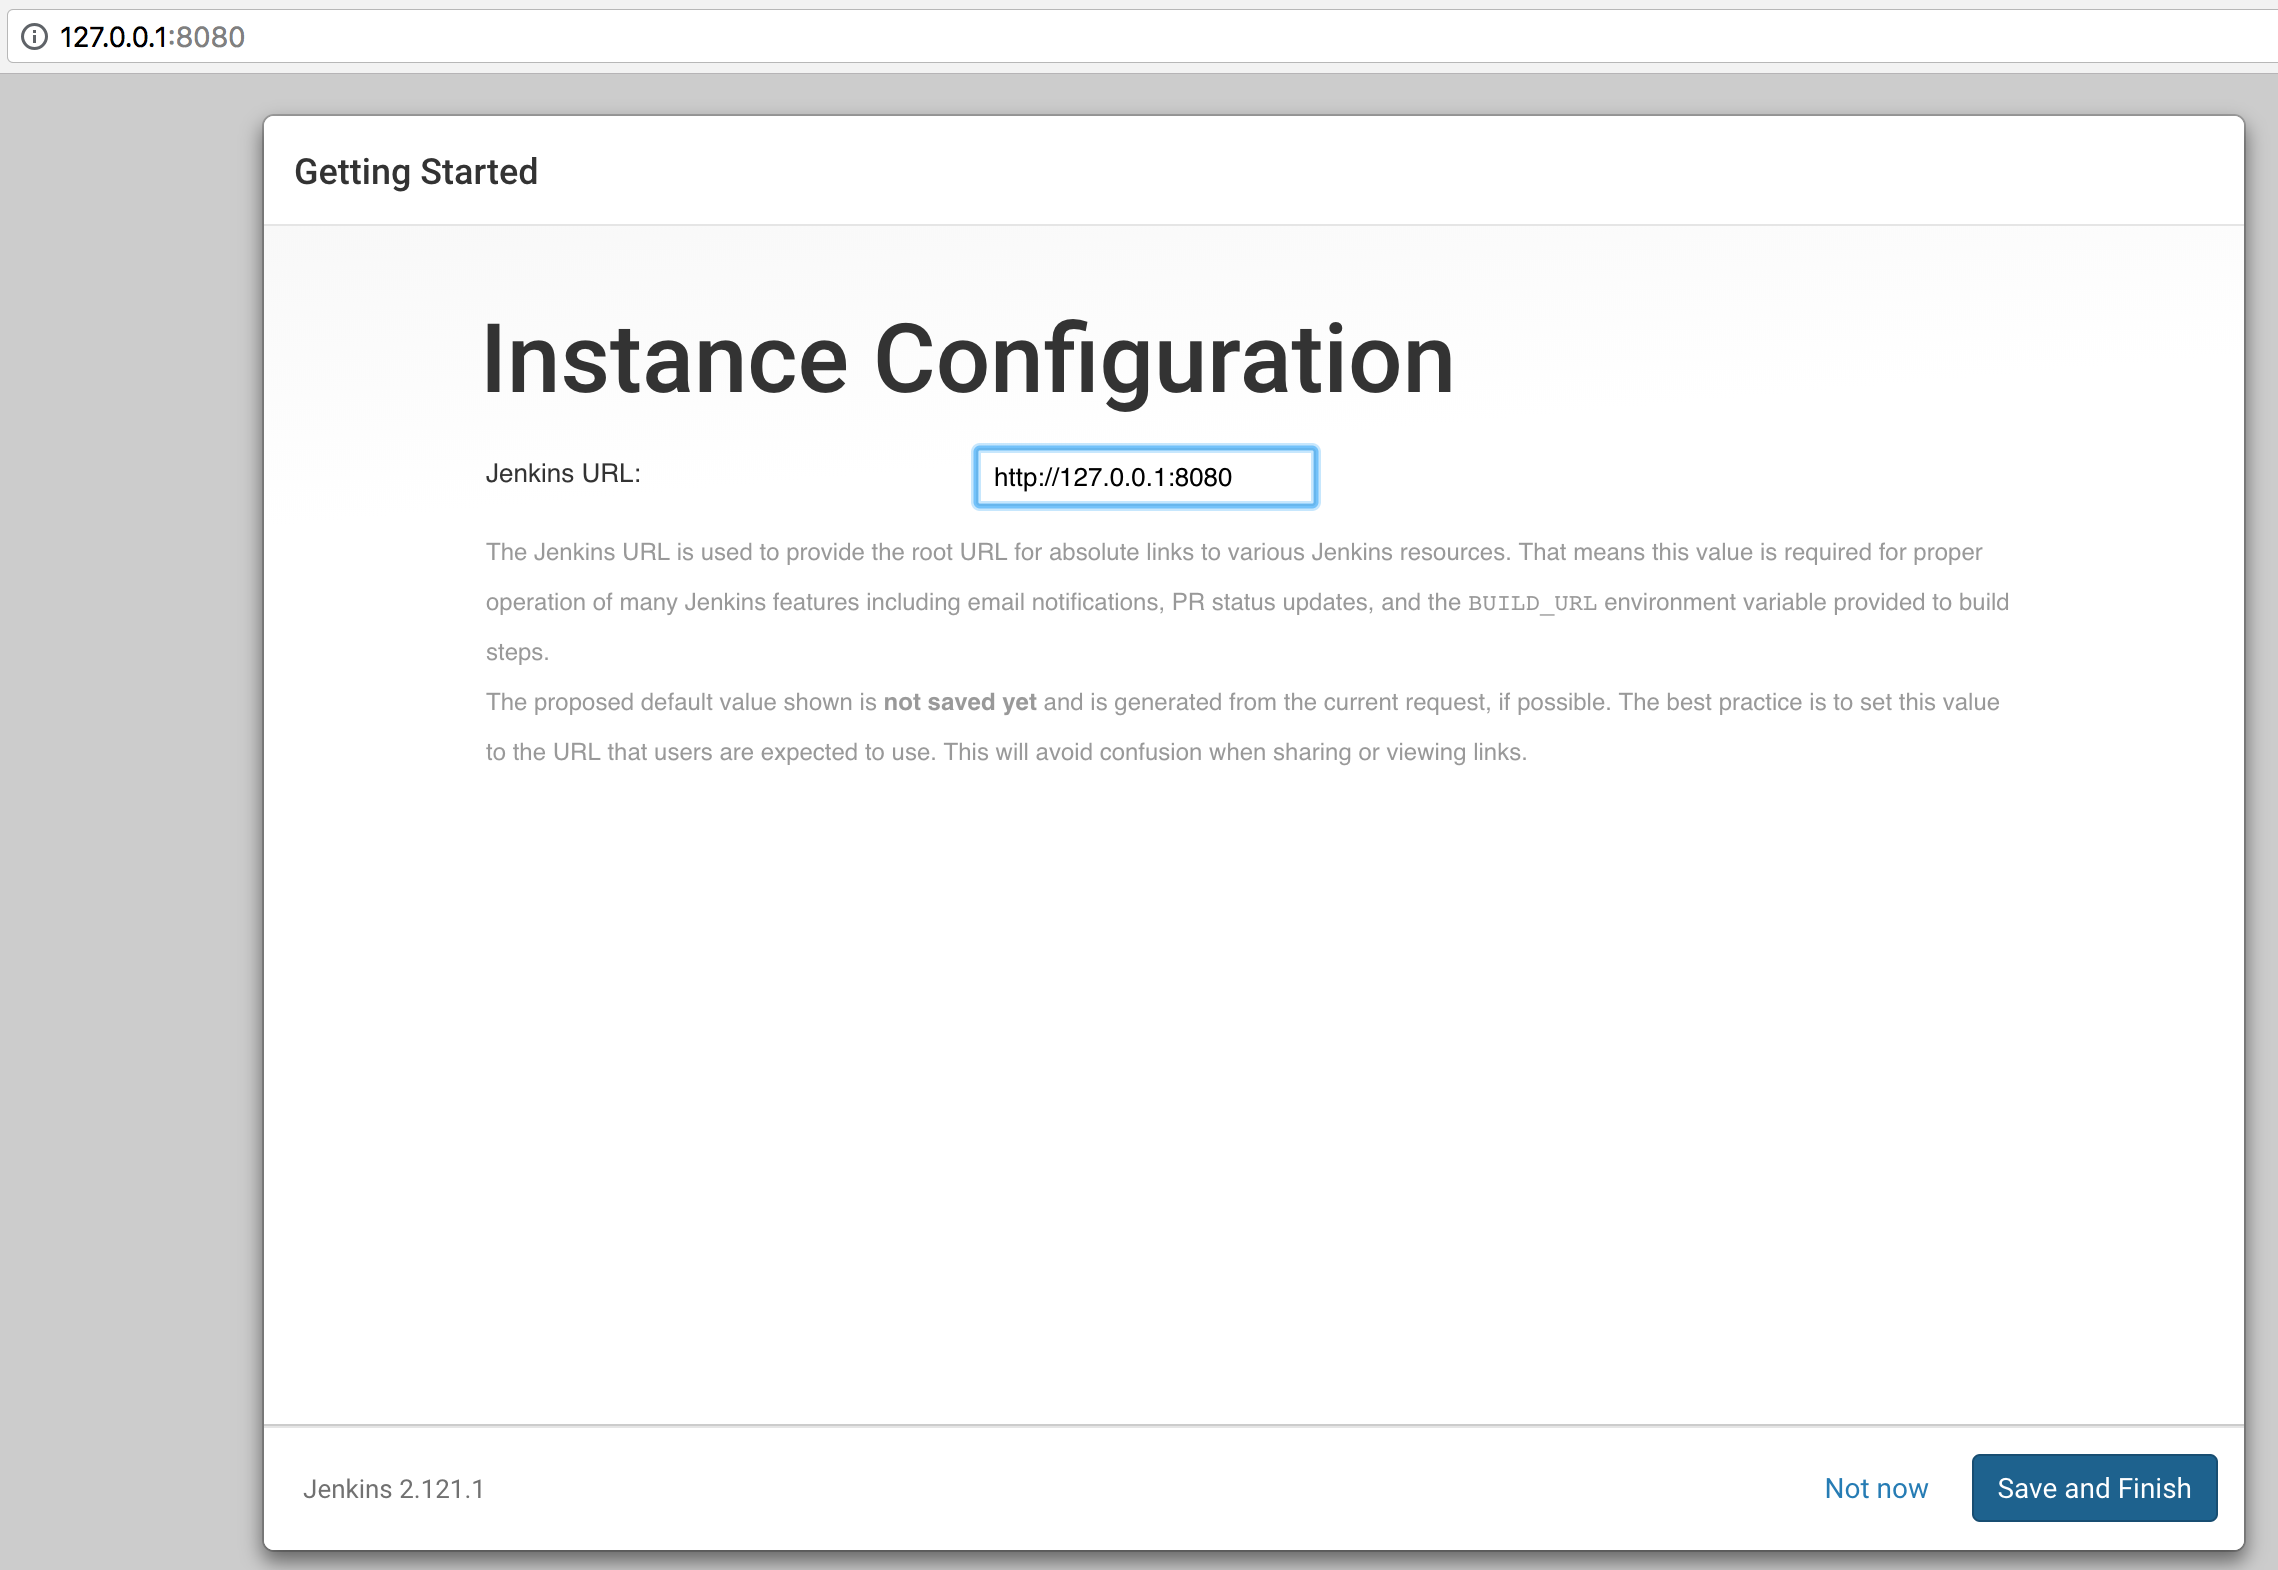 127.0.0.1:8080
Getting Started
Instance Configuration
Jenkins URL: http://127.0.0.1:8080
The Jenkins URL is used to provide the root URL for absolute links to various Jenkins resources. That means this value is required for proper
operation of many Jenkins features including email notifications, PR status updates, and the BUILD_URL environment variable provided to build
steps.
The proposed default value shown is not saved yet and is generated from the current request, if possible. The best practice is to set this value
to the URL that users are expected to use. This will avoid confusion when sharing or viewing links.
Jenkins 2.121.1 Not now Save and Finish